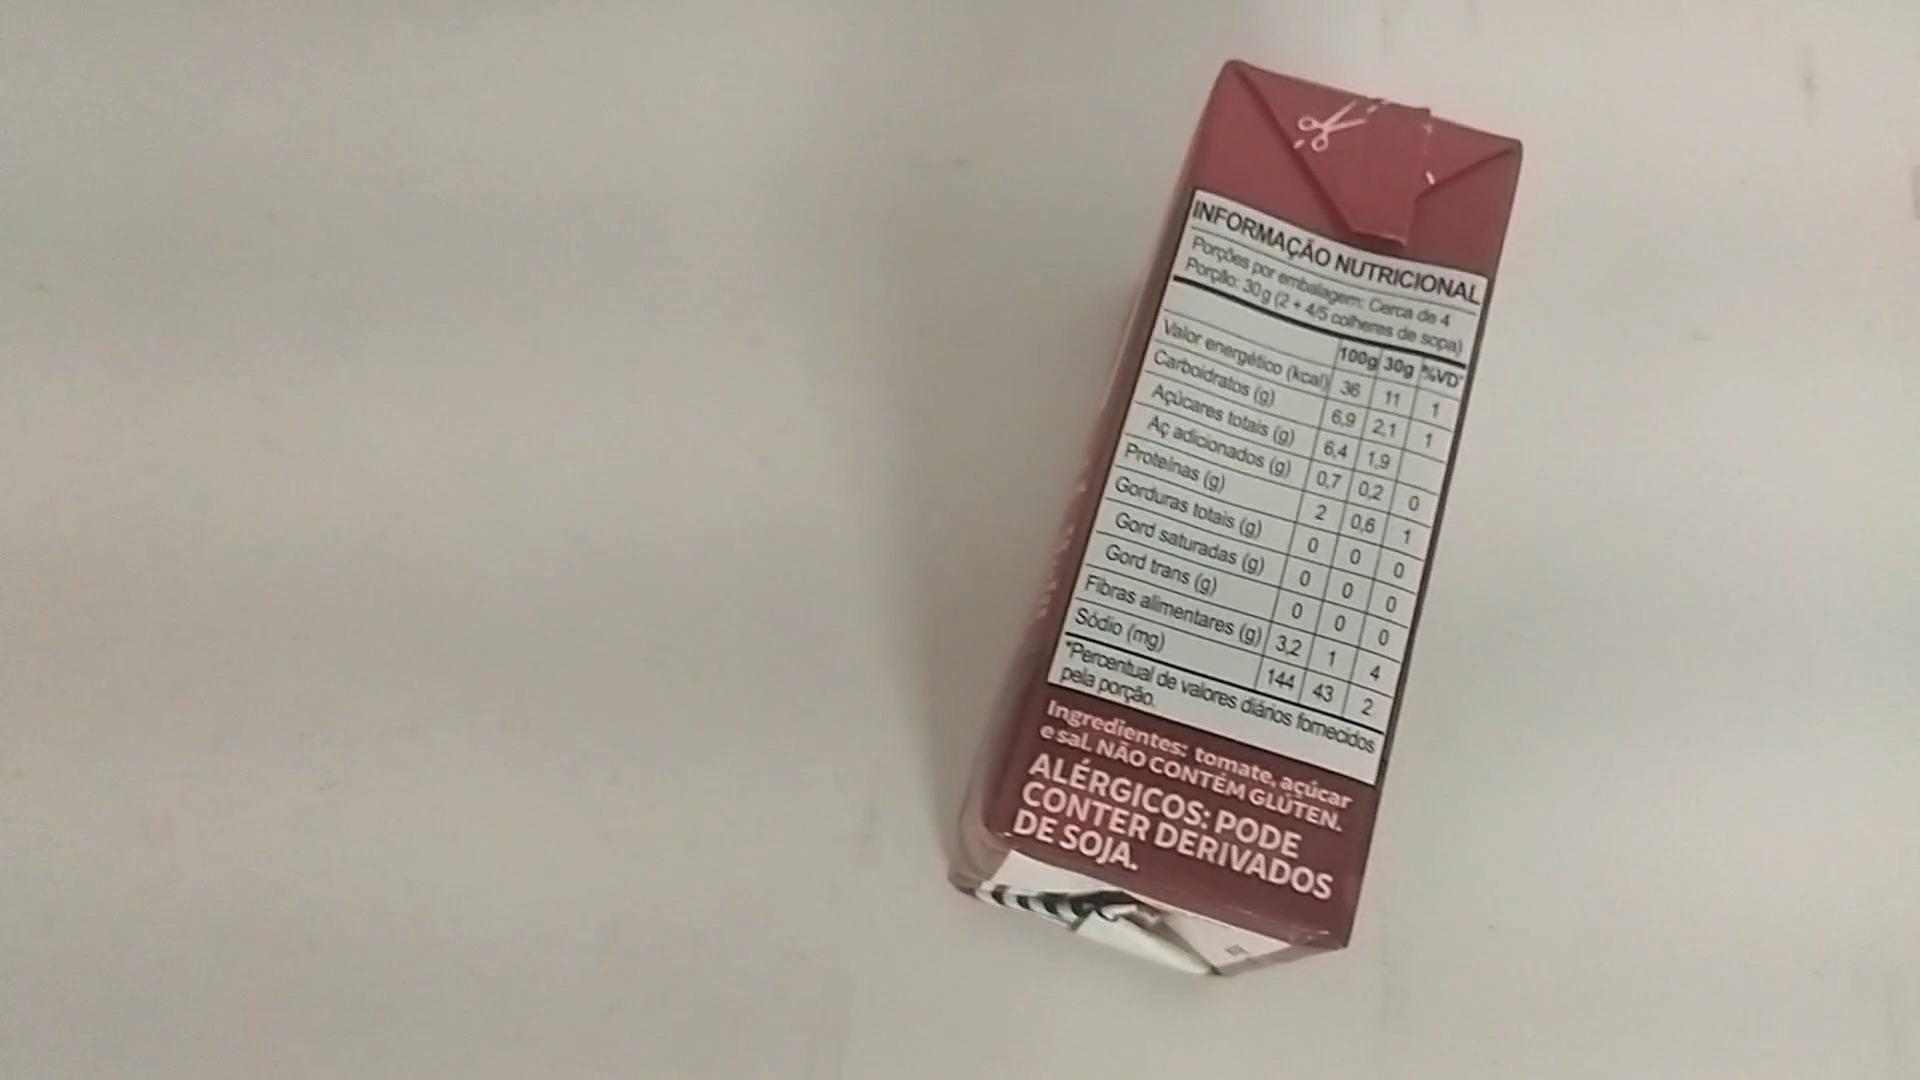 INFORMAÇÃO NUTRICIONAL
Porções por embalagem: Cerca de 4
Porção: 30g (2 + 4/5 colheres de sopa)
100g 30g %VD*
Valor energético (kcal) 36 11 1
Carboidratos (g) 6,9 2,1 1
Açúcares totais (g) 6,4 1,9
Aç adicionados (g) 0,7 0,2 0
Proteínas (g) 2 0,6 1
Gorduras totais (g) 0 0 0
Gord saturadas (g) 0 0 0
Gord trans (g) 0 0 0
Fibras alimentares (g) 3,2 1 4
Sódio (mg) 144 43 2
*Percentual de valores diários fornecidos
pela porção.
Ingredientes: tomate, açúcar
e sal. NÃO CONTÉM GLÚTEN.
ALÉRGICOS: PODE
CONTER DERIVADOS
DE SOJA.